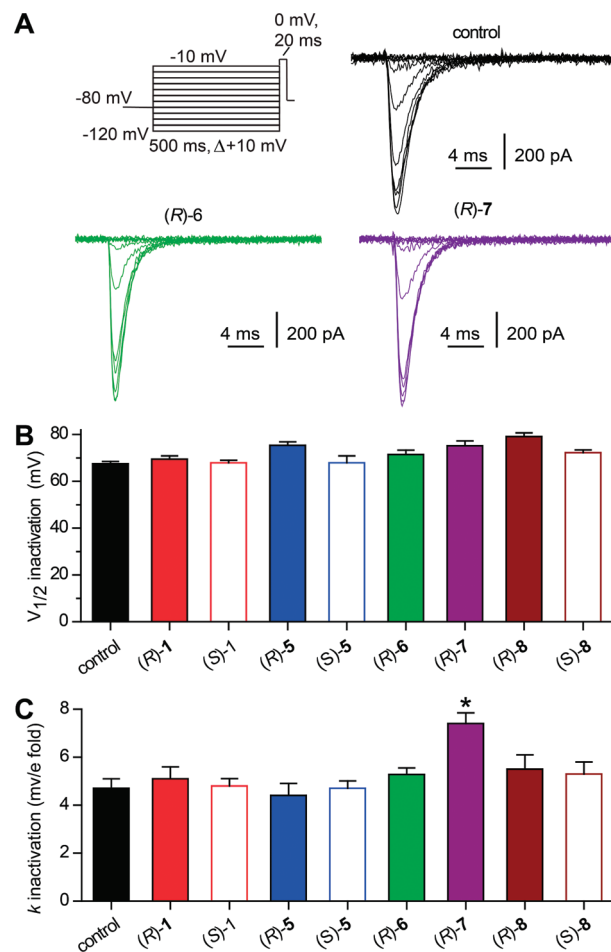 A
0 mV,
20 ms
-10 mV
-80 mV
-120 mV
500 ms, Δ+10 mV
control
4 ms
200 pA
(R)-6
4 ms
200 pA
(R)-7
4 ms
200 pA
B
V1/2 inactivation (mV)
80
60
40
20
0
control
(R)-1
(S)-1
(R)-5
(S)-5
(R)-6
(R)-7
(R)-8
(S)-8
C
k inactivation (mv/e fold)
8
6
4
2
0
*
control
(R)-1
(S)-1
(R)-5
(S)-5
(R)-6
(R)-7
(R)-8
(S)-8